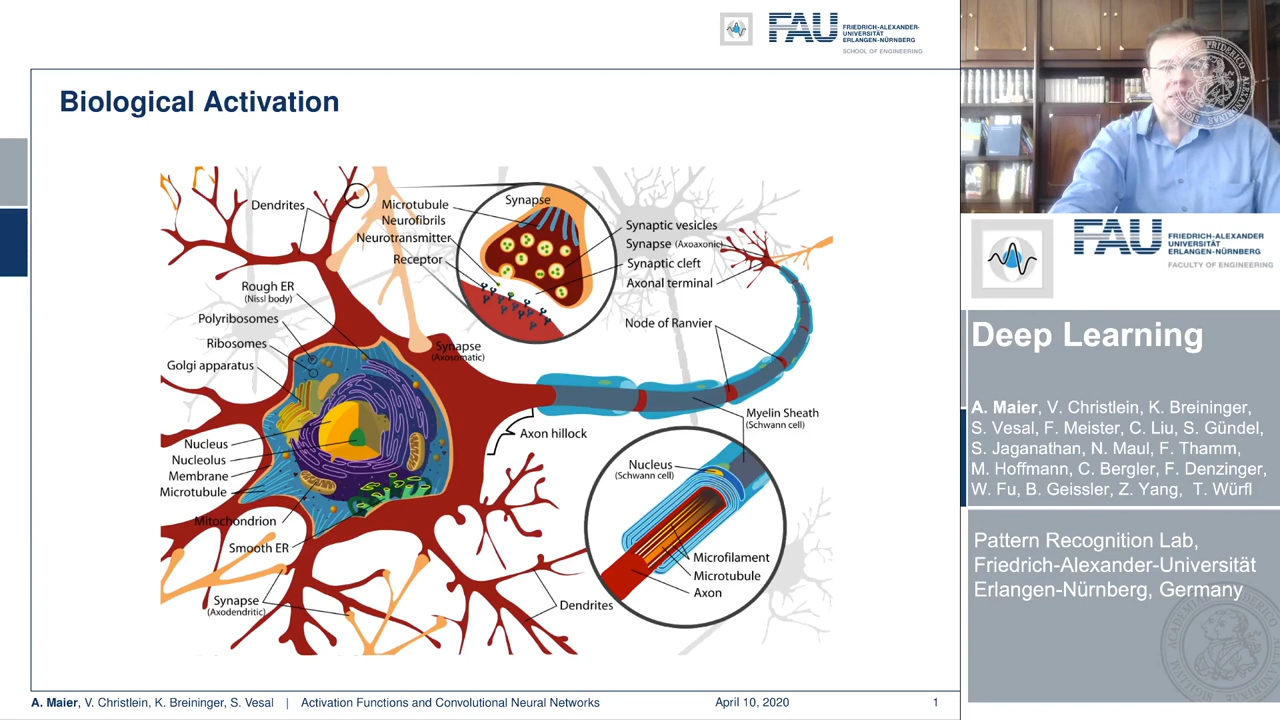 FAU
FRIEDRICH-ALEXANDER-
UNIVERSITÄT
ERLANGEN-NÜRNBERG
SCHOOL OF ENGINEERING
Biological Activation
Dendrites
Microtubule
Neurofibrils
Neurotransmitter
Receptor
Synapse
Synaptic vesicles
Synapse (Axoaxonic)
Synaptic cleft
Axonal terminal
Rough ER
(Nissl body)
Polyribosomes
Ribosomes
Golgi apparatus
Synapse
(Axosomatic)
Node of Ranvier
Myelin Sheath
(Schwann cell)
Axon hillock
Nucleus
Nucleolus
Membrane
Microtubule
Mitochondrion
Smooth ER
Synapse
(Axodendritic)
Nucleus
(Schwann cell)
Microfilament
Microtubule
Axon
Dendrites
A. Maier, V. Christlein, K. Breininger, S. Vesal | Activation Functions and Convolutional Neural Networks April 10, 2020 1
FAU
FRIEDRICH-ALEXANDER
UNIVERSITÄT
ERLANGEN-NÜRNBERG
FACULTY OF ENGINEERING
Deep Learning
A. Maier, V. Christlein, K. Breininger,
S. Vesal, F. Meister, C. Liu, S. Gündel,
S. Jaganathan, N. Maul, F. Thamm,
M. Hoffmann, C. Bergler, F. Denzinger,
W. Fu, B. Geissler, Z. Yang, T. Würfl
Pattern Recognition Lab,
Friedrich-Alexander-Universität
Erlangen-Nürnberg, Germany